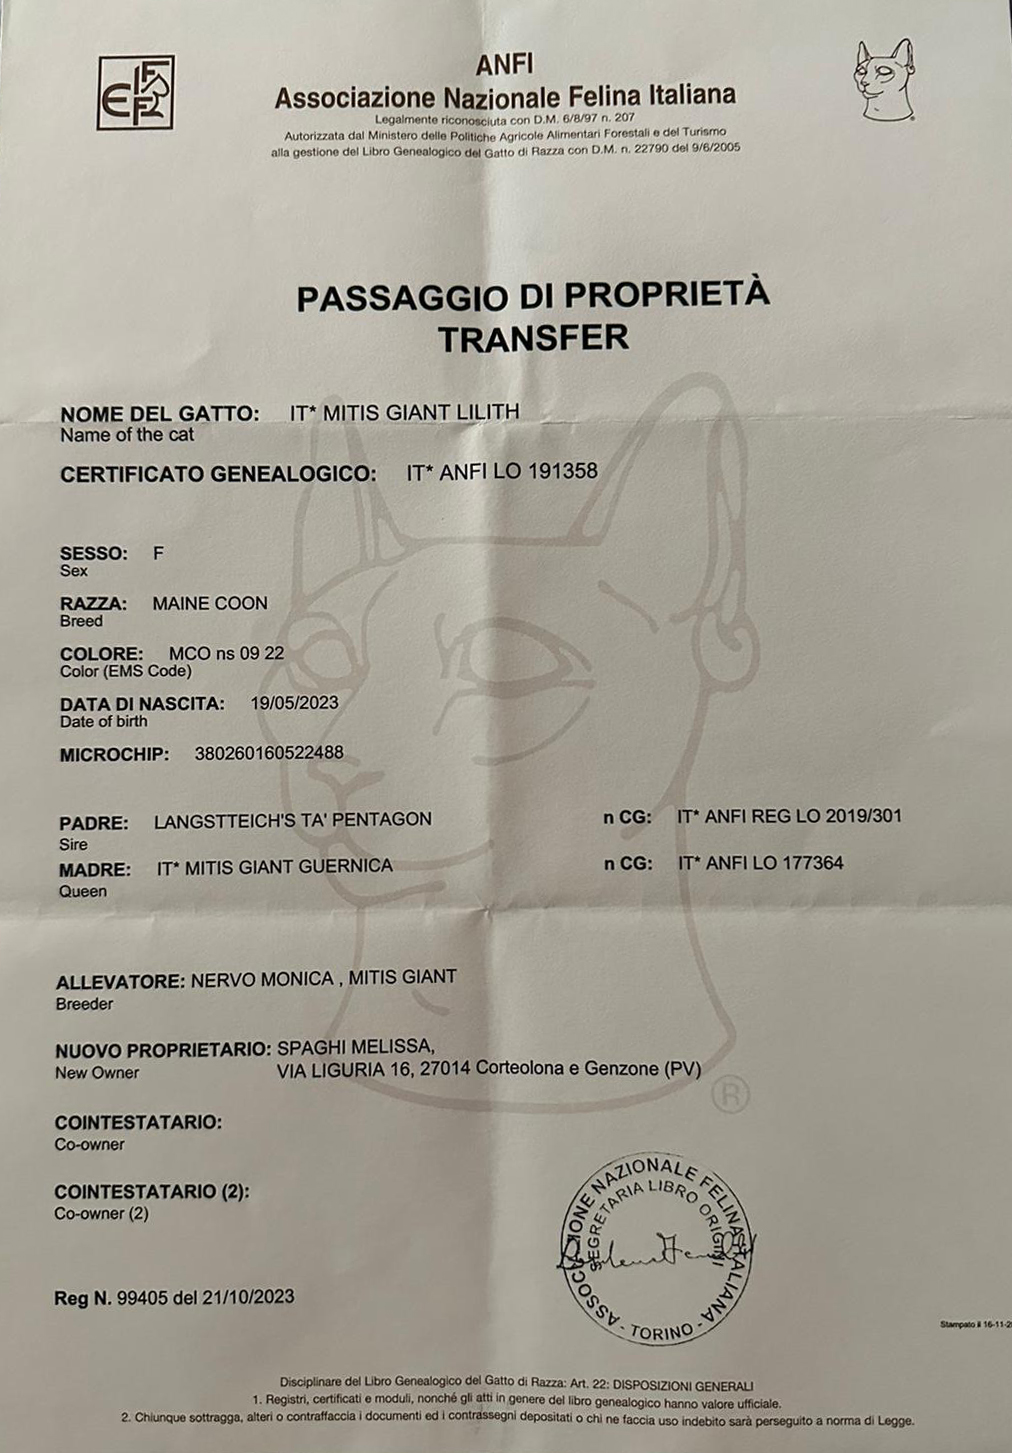 ANFI
Associazione Nazionale Felina Italiana
Legalmente riconosciuta con D.M. 6/8/97 n. 207
Autorizzata dal Ministero delle Politiche Agricole Alimentari Forestali e del Turismo
alla gestione del Libro Genealogico del Gatto di Razza con D.M. n. 22790 del 9/6/2005
PASSAGGIO DI PROPRIETÀ
TRANSFER
NOME DEL GATTO: IT* MITIS GIANT LILITH
Name of the cat
CERTIFICATO GENEALOGICO: IT* ANFI LO 191358
SESSO: F
Sex
RAZZA: MAINE COON
Breed
COLORE: MCO ns 09 22
Color (EMS Code)
DATA DI NASCITA: 19/05/2023
Date of birth
MICROCHIP: 380260160522488
PADRE: LANGSTTEICH'S TA' PENTAGON n CG: IT* ANFI REG LO 2019/301
Sire
MADRE: IT* MITIS GIANT GUERNICA n CG: IT* ANFI LO 177364
Queen
ALLEVATORE: NERVO MONICA , MITIS GIANT
Breeder
NUOVO PROPRIETARIO: SPAGHI MELISSA,
New Owner VIA LIGURIA 16, 27014 Corteolona e Genzone (PV)
®
COINTESTATARIO:
Co-owner
COINTESTATARIO (2):
Co-owner (2)
ASSOCIAZIONE NAZIONALE FELINA ITALIANA - TORINO -
SEGRETARIA LIBRO ORIGINI
Reg N. 99405 del 21/10/2023
Stampato il 16-11-2
Disciplinare del Libro Genealogico del Gatto di Razza: Art. 22: DISPOSIZIONI GENERALI
1. Registri, certificati e moduli, nonché gli atti in genere del libro genealogico hanno valore ufficiale.
2. Chiunque sottragga, alteri o contraffaccia i documenti ed i contrassegni depositati o chi ne faccia uso indebito sarà perseguito a norma di Legge.